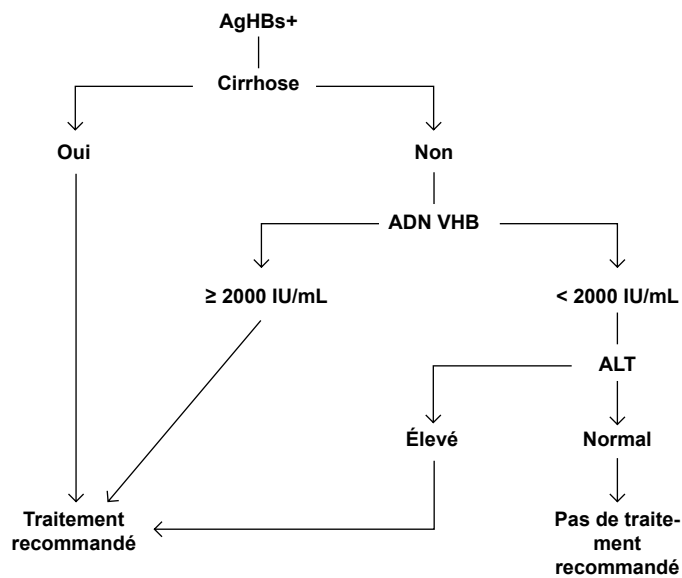 AgHBs+
Cirrhose
Oui
Non
ADN VHB
≥ 2000 IU/mL
< 2000 IU/mL
ALT
Élevé
Normal
Traitement
recommandé
Pas de traite-
ment
recommandé